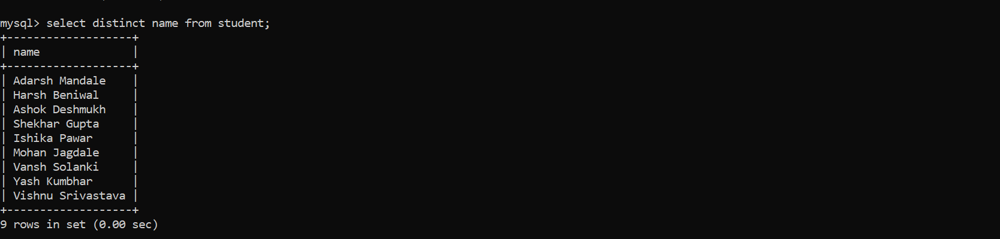 mysql> select distinct name from student;
+-------------------+
| name              |
+-------------------+
| Adarsh Mandale    |
| Harsh Beniwal     |
| Ashok Deshmukh    |
| Shekhar Gupta     |
| Ishika Pawar      |
| Mohan Jagdale     |
| Vansh Solanki     |
| Yash Kumbhar      |
| Vishnu Srivastava |
+-------------------+
9 rows in set (0.00 sec)